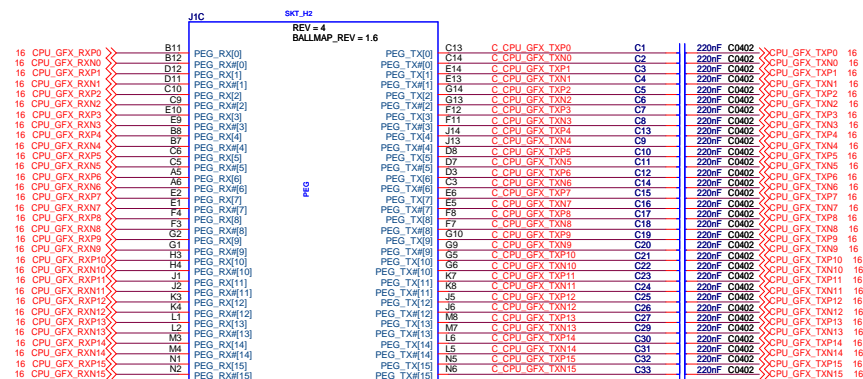 J1C SKT_H2
REV = 4
BALLMAP_REV = 1.6
PEG
16 CPU_GFX_RXP0 B11 PEG_RX[0] PEG_TX[0] C13 C_CPU_GFX_TXP0 C1 220nF C0402 CPU_GFX_TXP0 16
16 CPU_GFX_RXN0 B12 PEG_RX#[0] PEG_TX#[0] C14 C_CPU_GFX_TXN0 C2 220nF C0402 CPU_GFX_TXN0 16
16 CPU_GFX_RXP1 D12 PEG_RX[1] PEG_TX[1] E14 C_CPU_GFX_TXP1 C3 220nF C0402 CPU_GFX_TXP1 16
16 CPU_GFX_RXN1 D11 PEG_RX#[1] PEG_TX#[1] E13 C_CPU_GFX_TXN1 C4 220nF C0402 CPU_GFX_TXN1 16
16 CPU_GFX_RXP2 C10 PEG_RX[2] PEG_TX[2] G14 C_CPU_GFX_TXP2 C5 220nF C0402 CPU_GFX_TXP2 16
16 CPU_GFX_RXN2 C9 PEG_RX#[2] PEG_TX#[2] G13 C_CPU_GFX_TXN2 C6 220nF C0402 CPU_GFX_TXN2 16
16 CPU_GFX_RXP3 E10 PEG_RX[3] PEG_TX[3] F12 C_CPU_GFX_TXP3 C7 220nF C0402 CPU_GFX_TXP3 16
16 CPU_GFX_RXN3 E9 PEG_RX#[3] PEG_TX#[3] F11 C_CPU_GFX_TXN3 C8 220nF C0402 CPU_GFX_TXN3 16
16 CPU_GFX_RXP4 B8 PEG_RX[4] PEG_TX[4] J14 C_CPU_GFX_TXP4 C13 220nF C0402 CPU_GFX_TXP4 16
16 CPU_GFX_RXN4 B7 PEG_RX#[4] PEG_TX#[4] J13 C_CPU_GFX_TXN4 C9 220nF C0402 CPU_GFX_TXN4 16
16 CPU_GFX_RXP5 C6 PEG_RX[5] PEG_TX[5] D8 C_CPU_GFX_TXP5 C10 220nF C0402 CPU_GFX_TXP5 16
16 CPU_GFX_RXN5 C5 PEG_RX#[5] PEG_TX#[5] D7 C_CPU_GFX_TXN5 C11 220nF C0402 CPU_GFX_TXN5 16
16 CPU_GFX_RXP6 A5 PEG_RX[6] PEG_TX[6] D3 C_CPU_GFX_TXP6 C12 220nF C0402 CPU_GFX_TXP6 16
16 CPU_GFX_RXN6 A6 PEG_RX#[6] PEG_TX#[6] C3 C_CPU_GFX_TXN6 C14 220nF C0402 CPU_GFX_TXN6 16
16 CPU_GFX_RXP7 E2 PEG_RX[7] PEG_TX[7] E6 C_CPU_GFX_TXP7 C15 220nF C0402 CPU_GFX_TXP7 16
16 CPU_GFX_RXN7 E1 PEG_RX#[7] PEG_TX#[7] E5 C_CPU_GFX_TXN7 C16 220nF C0402 CPU_GFX_TXN7 16
16 CPU_GFX_RXP8 F4 PEG_RX[8] PEG_TX[8] F8 C_CPU_GFX_TXP8 C17 220nF C0402 CPU_GFX_TXP8 16
16 CPU_GFX_RXN8 F3 PEG_RX#[8] PEG_TX#[8] F7 C_CPU_GFX_TXN8 C18 220nF C0402 CPU_GFX_TXN8 16
16 CPU_GFX_RXP9 G2 PEG_RX[9] PEG_TX[9] G10 C_CPU_GFX_TXP9 C19 220nF C0402 CPU_GFX_TXP9 16
16 CPU_GFX_RXN9 G1 PEG_RX#[9] PEG_TX#[9] G9 C_CPU_GFX_TXN9 C20 220nF C0402 CPU_GFX_TXN9 16
16 CPU_GFX_RXP10 H3 PEG_RX[10] PEG_TX[10] G5 C_CPU_GFX_TXP10 C21 220nF C0402 CPU_GFX_TXP10 16
16 CPU_GFX_RXN10 H4 PEG_RX#[10] PEG_TX#[10] G6 C_CPU_GFX_TXN10 C22 220nF C0402 CPU_GFX_TXN10 16
16 CPU_GFX_RXP11 J1 PEG_RX[11] PEG_TX[11] K7 C_CPU_GFX_TXP11 C23 220nF C0402 CPU_GFX_TXP11 16
16 CPU_GFX_RXN11 J2 PEG_RX#[11] PEG_TX#[11] K8 C_CPU_GFX_TXN11 C24 220nF C0402 CPU_GFX_TXN11 16
16 CPU_GFX_RXP12 K3 PEG_RX[12] PEG_TX[12] J5 C_CPU_GFX_TXP12 C25 220nF C0402 CPU_GFX_TXP12 16
16 CPU_GFX_RXN12 K4 PEG_RX#[12] PEG_TX#[12] J6 C_CPU_GFX_TXN12 C26 220nF C0402 CPU_GFX_TXN12 16
16 CPU_GFX_RXP13 L1 PEG_RX[13] PEG_TX[13] M8 C_CPU_GFX_TXP13 C27 220nF C0402 CPU_GFX_TXP13 16
16 CPU_GFX_RXN13 L2 PEG_RX#[13] PEG_TX#[13] M7 C_CPU_GFX_TXN13 C29 220nF C0402 CPU_GFX_TXN13 16
16 CPU_GFX_RXP14 M3 PEG_RX[14] PEG_TX[14] L6 C_CPU_GFX_TXP14 C30 220nF C0402 CPU_GFX_TXP14 16
16 CPU_GFX_RXN14 M4 PEG_RX#[14] PEG_TX#[14] L5 C_CPU_GFX_TXN14 C31 220nF C0402 CPU_GFX_TXN14 16
16 CPU_GFX_RXP15 N1 PEG_RX[15] PEG_TX[15] N5 C_CPU_GFX_TXP15 C32 220nF C0402 CPU_GFX_TXP15 16
16 CPU_GFX_RXN15 N2 PEG_RX#[15] PEG_TX#[15] N6 C_CPU_GFX_TXN15 C33 220nF C0402 CPU_GFX_TXN15 16